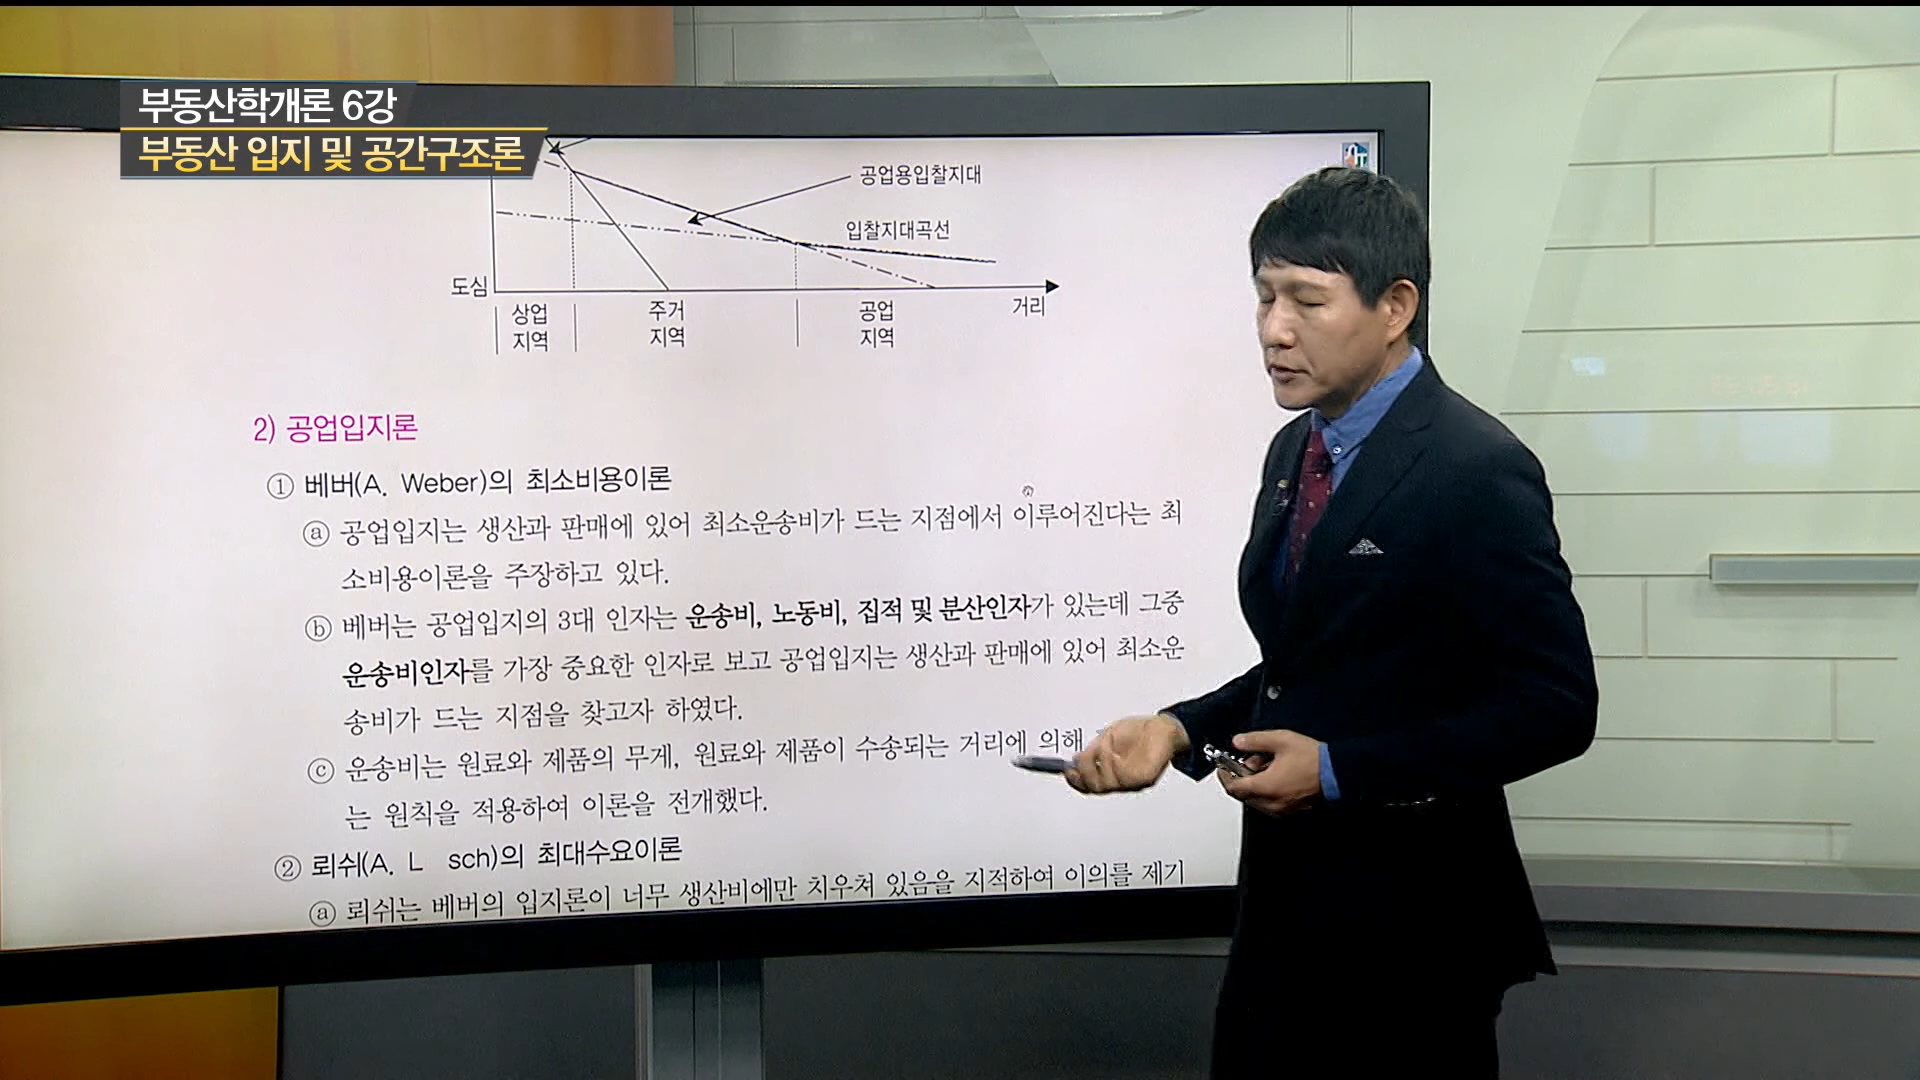 부동산학개론 6강
부동산 입지 및 공간구조론
공업용입찰지대
입찰지대곡선
도심
거리
상업
지역
주거
지역
공업
지역
2) 공업입지론
① 베버(A. Weber)의 최소비용이론
ⓐ 공업입지는 생산과 판매에 있어 최소운송비가 드는 지점에서 이루어진다는 최
소비용이론을 주장하고 있다.
ⓑ 베버는 공업입지의 3대 인자는 운송비, 노동비, 집적 및 분산인자가 있는데 그중
운송비인자를 가장 중요한 인자로 보고 공업입지는 생산과 판매에 있어 최소운
송비가 드는 지점을 찾고자 하였다.
ⓒ 운송비는 원료와 제품의 무게, 원료와 제품이 수송되는 거리에 의해
는 원칙을 적용하여 이론을 전개했다.
② 뢰쉬(A. L sch)의 최대수요이론
ⓐ 뢰쉬는 베버의 입지론이 너무 생산비에만 치우쳐 있음을 지적하여 이의를 제기